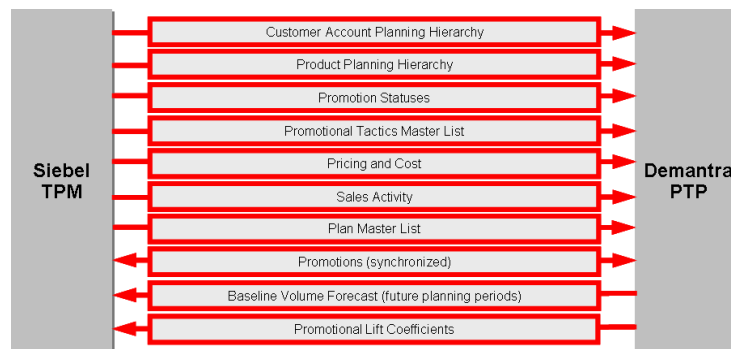 Customer Account Planning Hierarchy
Product Planning Hierarchy
Promotion Statuses
Promotional Tactics Master List
Pricing and Cost
Siebel
TPM
Demantra
PTP
Sales Activity
Plan Master List
Promotions (synchronized)
Baseline Volume Forecast (future planning periods)
Promotional Lift Coefficients